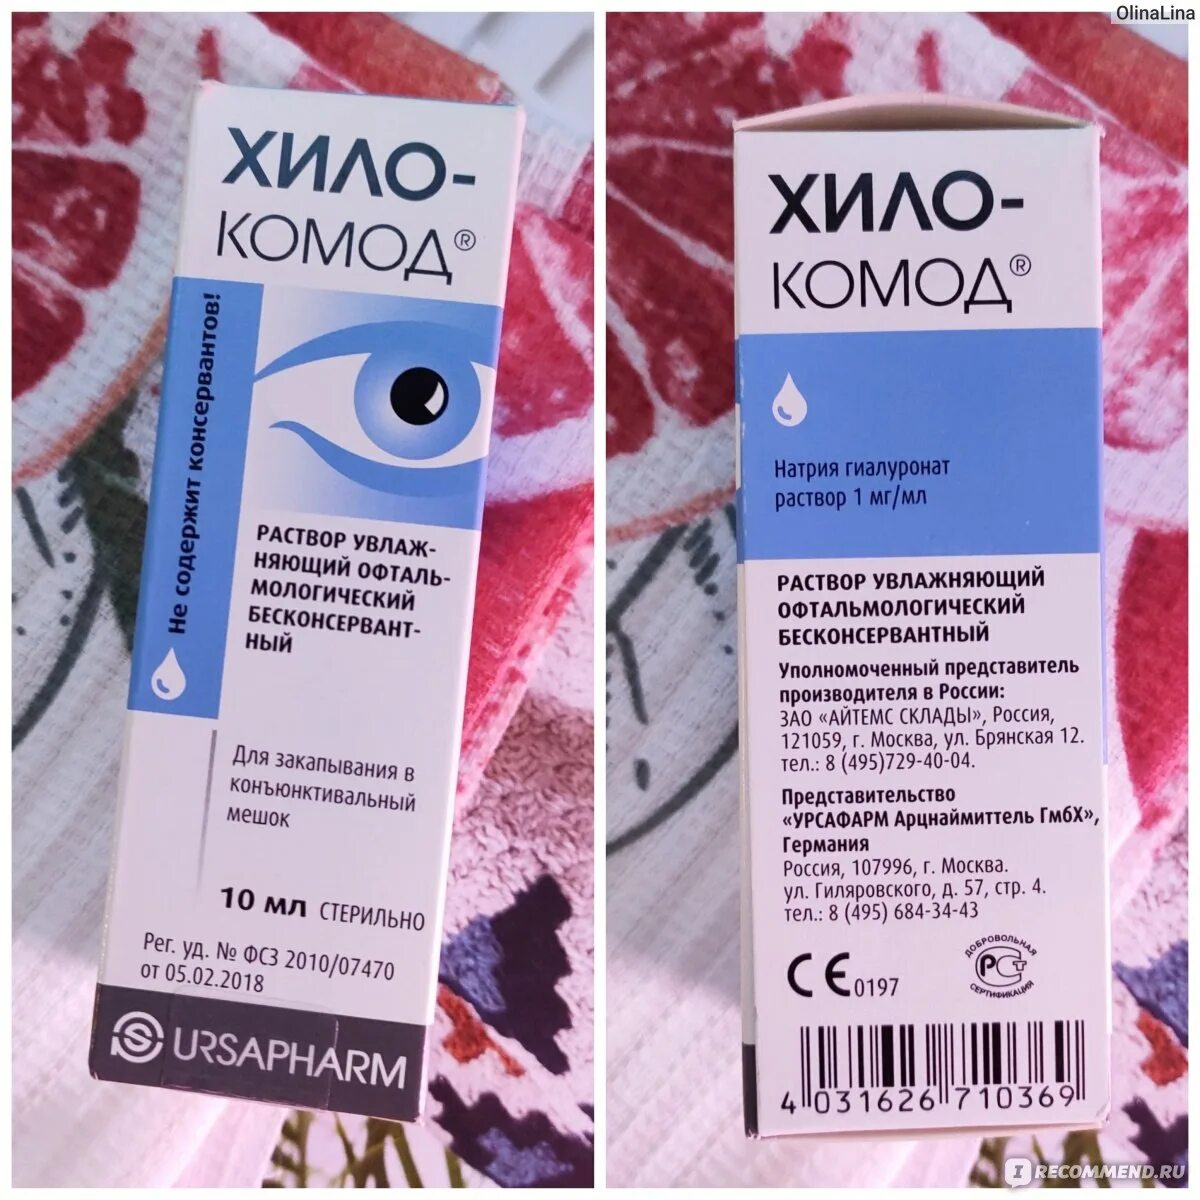 OlinaLina
ХИЛО-
КОМОД®
Не содержит консервантов!
РАСТВОР УВЛАЖ-
НЯЮЩИЙ ОФТАЛЬ-
МОЛОГИЧЕСКИЙ
БЕСКОНСЕРВАНТ-
НЫЙ
Для закапывания в
конъюнктивальный
мешок
10 мл СТЕРИЛЬНО
Рег. уд. № ФСЗ 2010/07470
от 05.02.2018
URSAPHARM
ХИЛО-
КОМОД®
Натрия гиалуронат
раствор 1 мг/мл
РАСТВОР УВЛАЖНЯЮЩИЙ
ОФТАЛЬМОЛОГИЧЕСКИЙ
БЕСКОНСЕРВАНТНЫЙ
Уполномоченный представитель
производителя в России:
ЗАО «АЙТЕМС СКЛАДЫ», Россия,
121059, г. Москва, ул. Брянская 12.
тел.: 8 (495)729-40-04.
Представительство
«УРСАФАРМ Арцнаймиттель ГмбХ»,
Германия
Россия, 107996, г. Москва.
ул. Гиляровского, д. 57, стр. 4.
тел.: 8 (495) 684-34-43
CE 0197
ДОБРОВОЛЬНАЯ
РСТ
СЕРТИФИКАЦИЯ
4 031626 710369
IRECOMMEND.RU